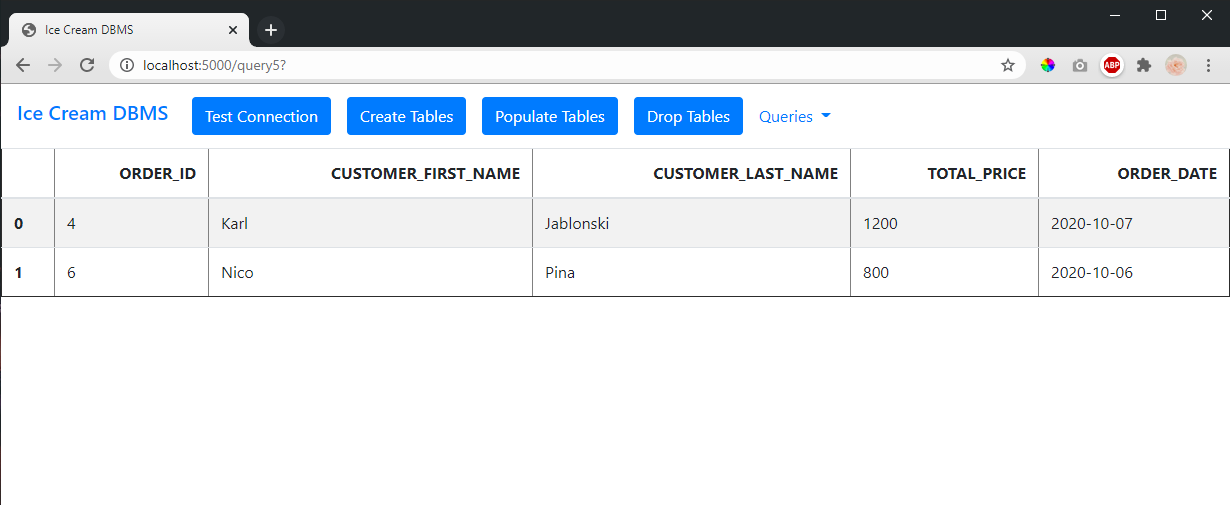 Ice Cream DBMS
localhost:5000/query5?
ABP
Ice Cream DBMS Test Connection Create Tables Populate Tables Drop Tables Queries
ORDER_ID CUSTOMER_FIRST_NAME CUSTOMER_LAST_NAME TOTAL_PRICE ORDER_DATE
0 4 Karl Jablonski 1200 2020-10-07
1 6 Nico Pina 800 2020-10-06